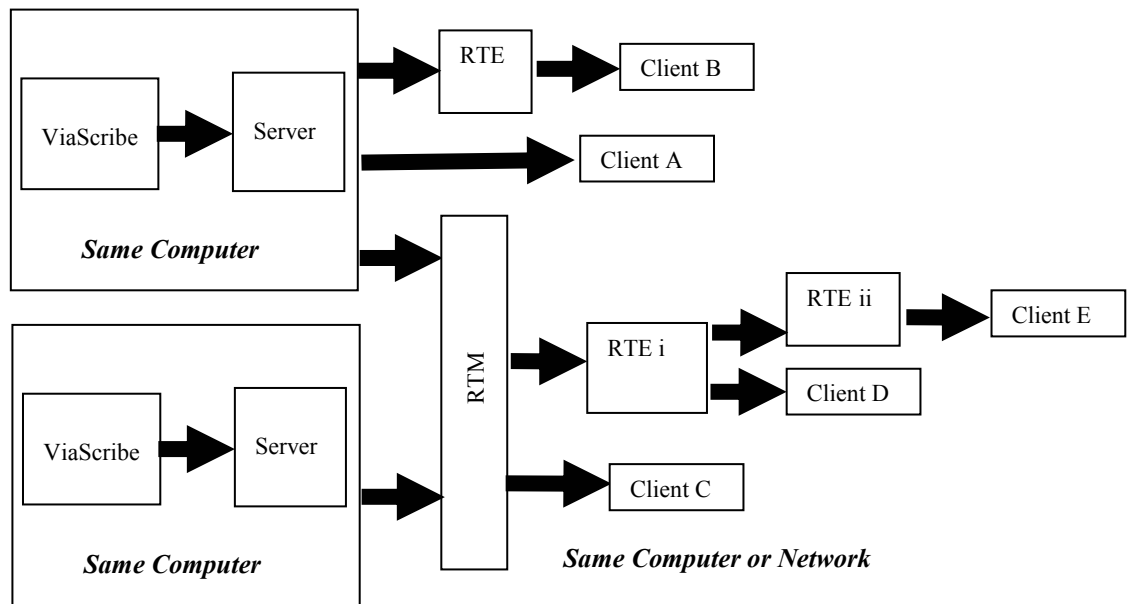 RTE
Client B
ViaScribe
Server
Client A
Same Computer
RTM
RTE i
RTE ii
Client E
Client D
ViaScribe
Server
Client C
Same Computer
Same Computer or Network